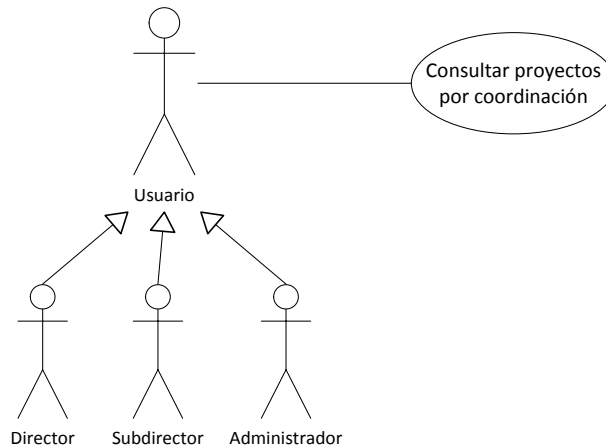 Consultar proyectos
por coordinación
Usuario
Director
Subdirector
Administrador